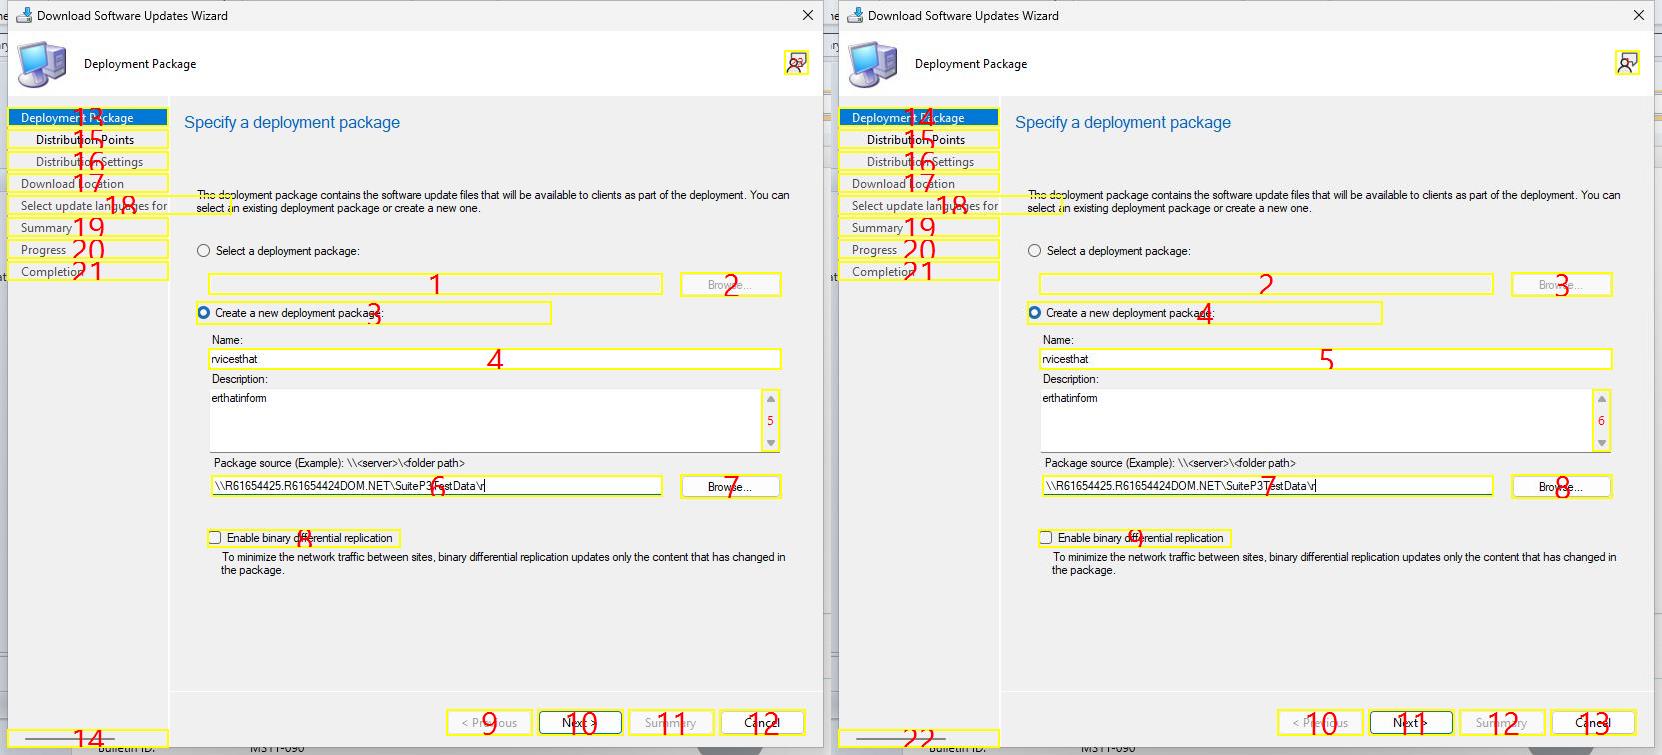 Download Software Updates Wizard
Deployment Package
13
Deployment Package
15
Distribution Points
16
Distribution Settings
17
Download Location
18
Select update languages for
19
Summary
20
Progress
21
Completion
14
Specify a deployment package
The deployment package contains the software update files that will be available to clients as part of the deployment. You can
select an existing deployment package or create a new one.
Select a deployment package:
1
2
Browse...
3
Create a new deployment package:
Name:
4
rvicesthat
Description:
erthatinform
5
Package source (Example): \\<server>\<folder path>
6
\\R61654425.R61654424DOM.NET\SuiteP3TestData\r
7
Browse...
8
Enable binary differential replication
To minimize the network traffic between sites, binary differential replication updates only the content that has changed in
the package.
9
< Previous
10
Next >
11
Summary
12
Cancel
Bulletin ID:
MS11-090
Download Software Updates Wizard
Deployment Package
14
Deployment Package
15
Distribution Points
16
Distribution Settings
17
Download Location
18
Select update languages for
19
Summary
20
Progress
21
Completion
22
Specify a deployment package
The deployment package contains the software update files that will be available to clients as part of the deployment. You can
select an existing deployment package or create a new one.
Select a deployment package:
2
3
Browse...
4
Create a new deployment package:
Name:
5
rvicesthat
Description:
erthatinform
6
Package source (Example): \\<server>\<folder path>
7
\\R61654425.R61654424DOM.NET\SuiteP3TestData\r
8
Browse...
9
Enable binary differential replication
To minimize the network traffic between sites, binary differential replication updates only the content that has changed in
the package.
10
< Previous
11
Next >
12
Summary
13
Cancel
Bulletin ID:
MS11-090